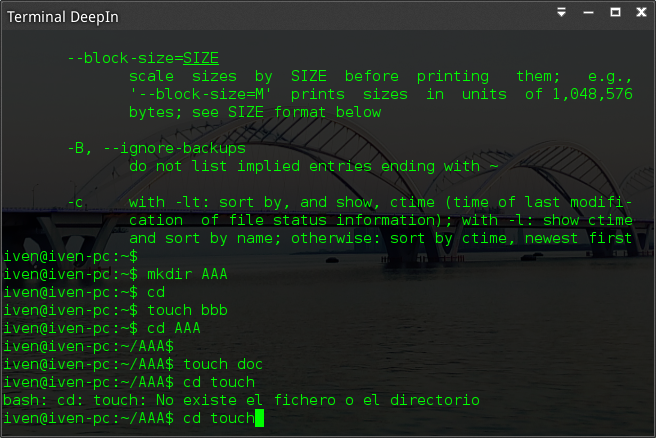 Terminal DeepIn
--block-size=SIZE
scale sizes by SIZE before printing them; e.g.,
'--block-size=M' prints sizes in units of 1,048,576
bytes; see SIZE format below
-B, --ignore-backups
do not list implied entries ending with ~
-c with -lt: sort by, and show, ctime (time of last modifi-
cation of file status information); with -l: show ctime
and sort by name; otherwise: sort by ctime, newest first
iven@iven-pc:~$
iven@iven-pc:~$ mkdir AAA
iven@iven-pc:~$ cd
iven@iven-pc:~$ touch bbb
iven@iven-pc:~$ cd AAA
iven@iven-pc:~/AAA$
iven@iven-pc:~/AAA$ touch doc
iven@iven-pc:~/AAA$ cd touch
bash: cd: touch: No existe el fichero o el directorio
iven@iven-pc:~/AAA$ cd touch